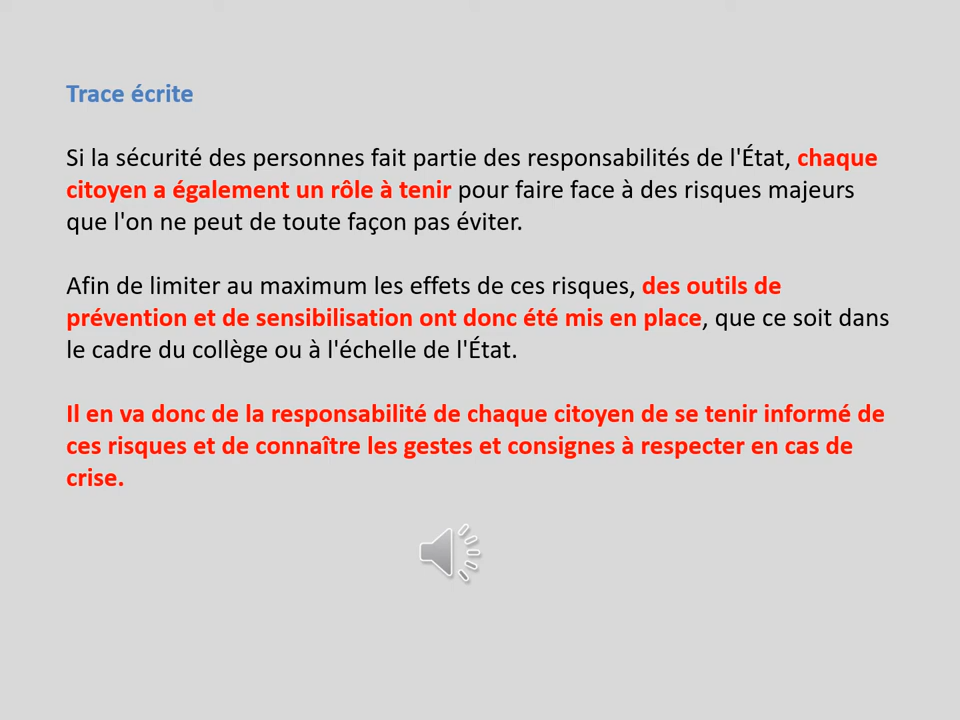 Trace écrite
Si la sécurité des personnes fait partie des responsabilités de l'État, chaque
citoyen a également un rôle à tenir pour faire face à des risques majeurs
que l'on ne peut de toute façon pas éviter.
Afin de limiter au maximum les effets de ces risques, des outils de
prévention et de sensibilisation ont donc été mis en place, que ce soit dans
le cadre du collège ou à l'échelle de l'État.
Il en va donc de la responsabilité de chaque citoyen de se tenir informé de
ces risques et de connaître les gestes et consignes à respecter en cas de
crise.